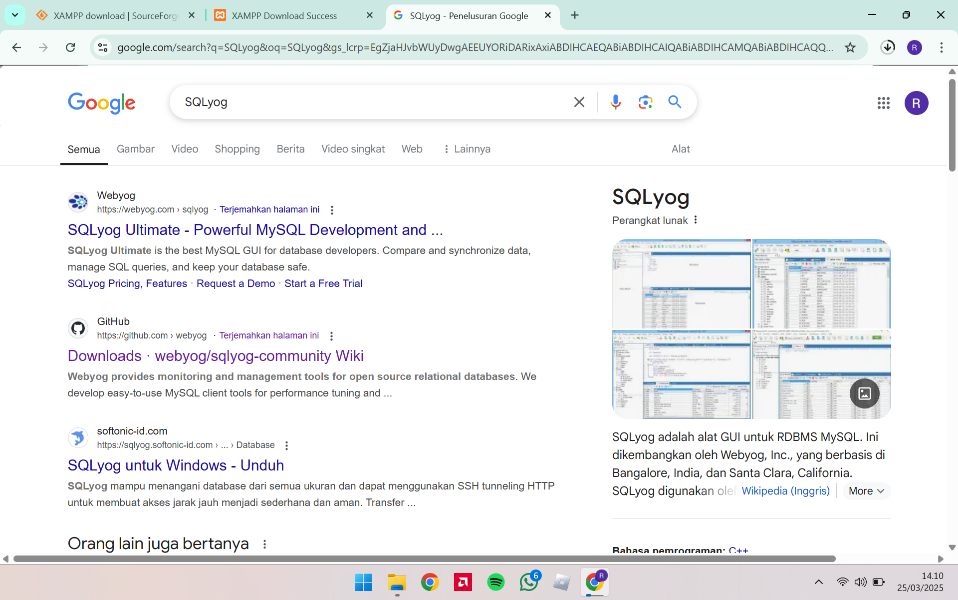 XAMPP download | SourceForg
XAMPP Download Success
SQLyog - Penelusuran Google
google.com/search?q=SQLyog&oq=SQLyog&gs_lcrp=EgZjaHJvbWUyDwgAEEUYORiDARixAxiABDIHCAEQABiABDIHCAIQABiABDIHCAMQABiABDIHCAQQ...
R
Google
SQLyog
R
Semua
Gambar
Video
Shopping
Berita
Video singkat
Web
Lainnya
Alat
Webyog
https://webyog.com › sqlyog · Terjemahkan halaman ini
SQLyog Ultimate - Powerful MySQL Development and ...
SQLyog Ultimate is the best MySQL GUI for database developers. Compare and synchronize data,
manage SQL queries, and keep your database safe.
SQLyog Pricing, Features · Request a Demo · Start a Free Trial
GitHub
https://github.com › webyog · Terjemahkan halaman ini
Downloads · webyog/sqlyog-community Wiki
Webyog provides monitoring and management tools for open source relational databases. We
develop easy-to-use MySQL client tools for performance tuning and ...
softonic-id.com
https://sqlyog.softonic-id.com › ... › Database
SQLyog untuk Windows - Unduh
SQLyog mampu menangani database dari semua ukuran dan dapat menggunakan SSH tunneling HTTP
untuk membuat akses jarak jauh menjadi sederhana dan aman. Transfer ...
Orang lain juga bertanya
SQLyog
Perangkat lunak
SQLyog adalah alat GUI untuk RDBMS MySQL. Ini
dikembangkan oleh Webyog, Inc., yang berbasis di
Bangalore, India, dan Santa Clara, California.
SQLyog digunakan oleh Wikipedia (Inggris) More
Bahasa pemrograman: C++
6
R
14.10
25/03/2025